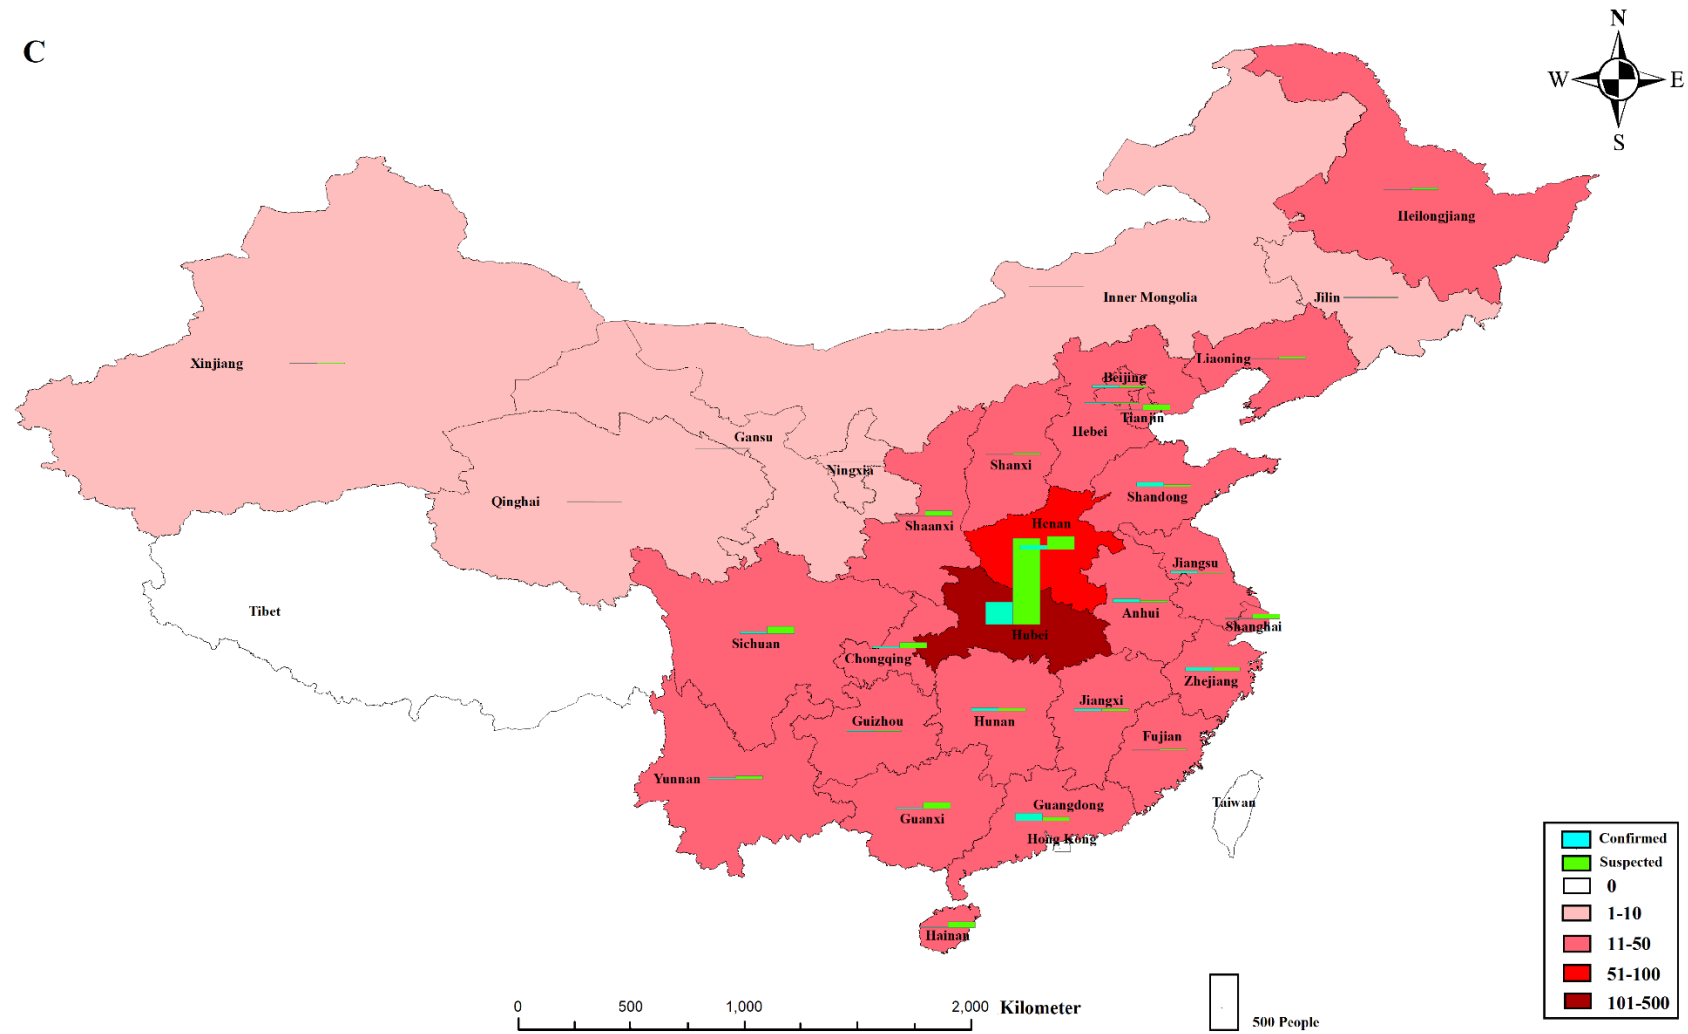 C
N
W E
S
Heilongjiang
Inner Mongolia
Jilin
Liaoning
Xinjiang
Beijing
Tianjin
Hebei
Gansu
Shanxi
Ningxia
Qinghai
Shandong
Shaanxi
Henan
Jiangsu
Tibet
Anhui
Shanghai
Hubei
Sichuan
Chongqing
Zhejiang
Jiangxi
Guizhou
Hunan
Fujian
Yunnan
Guangdong
Taiwan
Guanxi
Hong Kong
Hainan
Confirmed
Suspected
0
1-10
11-50
51-100
101-500
0 500 1,000 2,000 Kilometer
500 People